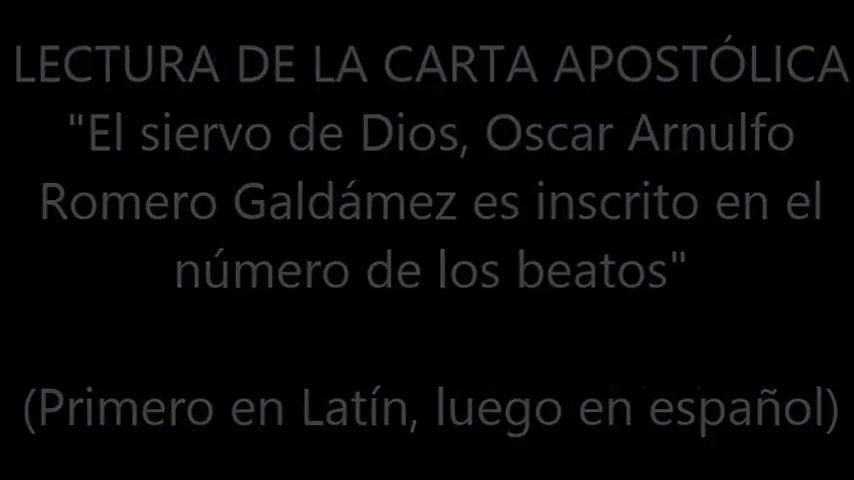 LECTURA DE LA CARTA APOSTÓLICA
"El siervo de Dios, Oscar Arnulfo
Romero Galdámez es inscrito en el
número de los beatos"
(Primero en Latín, luego en español)